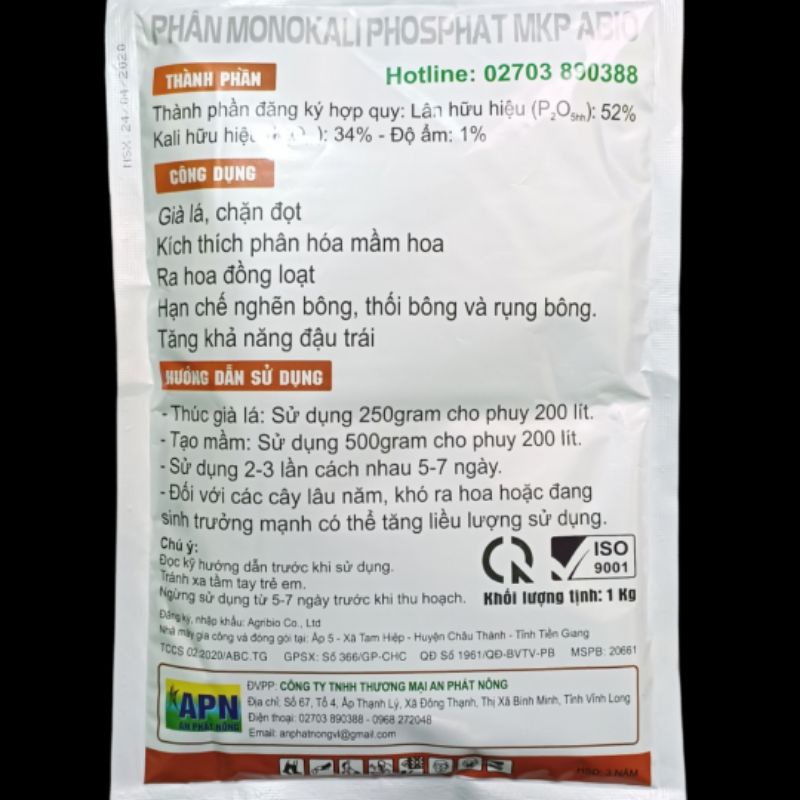 PHÂN MONOKALI PHOSPHAT MKP ABIO
HSX: 24/04/2020
THÀNH PHẦN
Hotline: 02703 890388
Thành phần đăng ký hợp quy: Lân hữu hiệu (P₂O₅hh): 52%
Kali hữu hiệu): 34% - Độ ẩm: 1%
CÔNG DỤNG
Già lá, chặn đọt
Kích thích phân hóa mầm hoa
Ra hoa đồng loạt
Hạn chế nghẽn bông, thối bông và rụng bông.
Tăng khả năng đậu trái
HƯỚNG DẪN SỬ DỤNG
- Thúc già lá: Sử dụng 250gram cho phuy 200 lít.
- Tạo mầm: Sử dụng 500gram cho phuy 200 lít.
- Sử dụng 2-3 lần cách nhau 5-7 ngày.
- Đối với các cây lâu năm, khó ra hoa hoặc đang
sinh trưởng mạnh có thể tăng liều lượng sử dụng.
Chú ý:
Đọc kỹ hướng dẫn trước khi sử dụng.
Tránh xa tầm tay trẻ em.
Ngừng sử dụng từ 5-7 ngày trước khi thu hoạch.
ISO
9001
Khối lượng tịnh: 1 Kg
Đăng ký, nhập khẩu: Agribio Co., Ltd
Nhà máy gia công và đóng gói tại: Ấp 5 - Xã Tam Hiệp - Huyện Châu Thành - Tỉnh Tiền Giang
TCCS 02:2020/ABC.TG GPSX: Số 366/GP-CHC QĐ Số 1961/QĐ-BVTV-PB MSPB: 20661
APN
AN PHÁT NÔNG
ĐVPP: CÔNG TY TNHH THƯƠNG MẠI AN PHÁT NÔNG
Địa chỉ: Số 67, Tổ 4, Ấp Thạnh Lý, Xã Đông Thạnh, Thị Xã Bình Minh, Tỉnh Vĩnh Long
Điện thoại: 02703 890388 - 0968 272048
Email: anphatnongvl@gmail.com
HSD: 3 NĂM